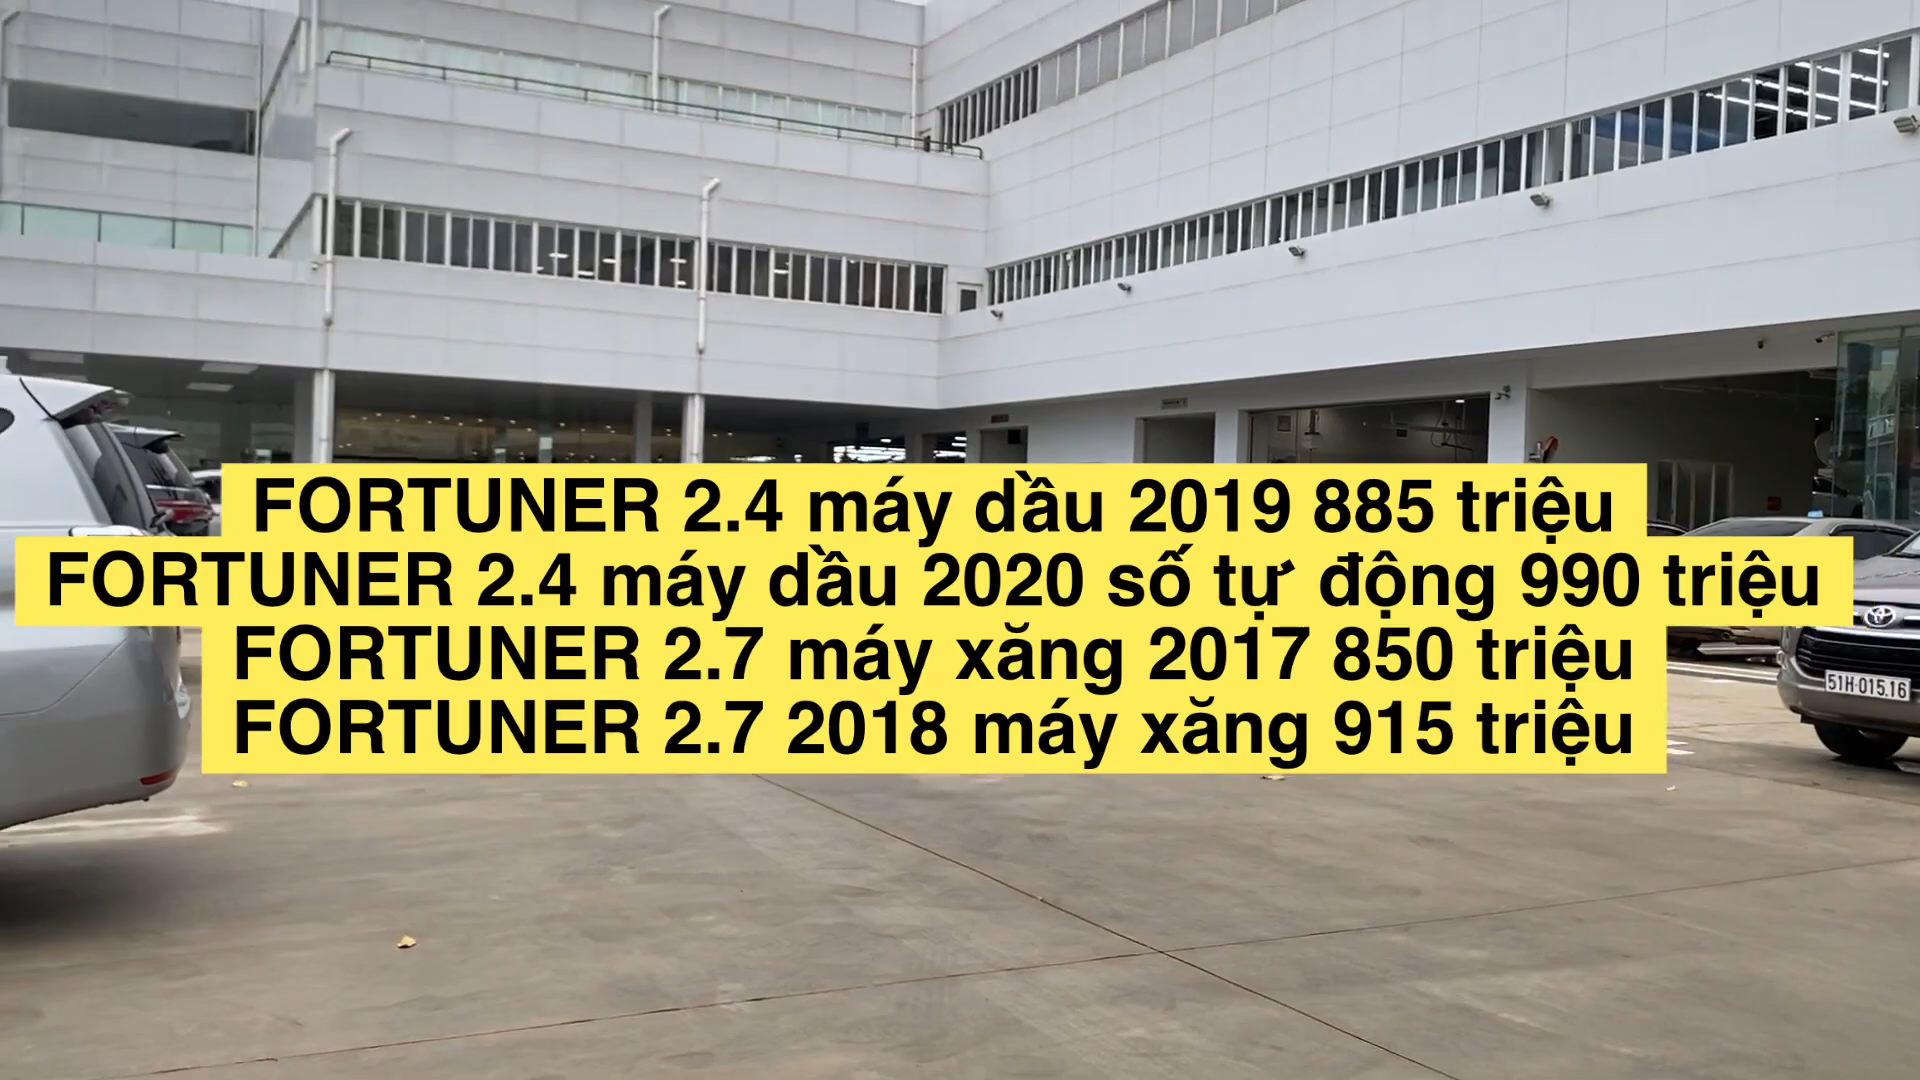 FORTUNER 2.4 máy dầu 2019 885 triệu
FORTUNER 2.4 máy dầu 2020 số tự động 990 triệu
FORTUNER 2.7 máy xăng 2017 850 triệu
FORTUNER 2.7 2018 máy xăng 915 triệu
51H-015.16